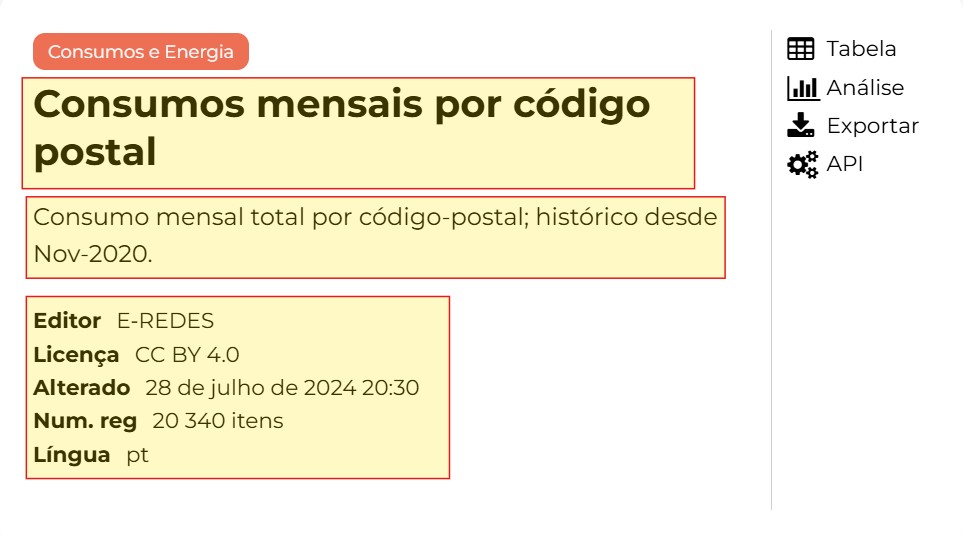 Consumos e Energia
Consumos mensais por código
postal
Consumo mensal total por código-postal; histórico desde
Nov-2020.
Editor E-REDES
Licença CC BY 4.0
Alterado 28 de julho de 2024 20:30
Num. reg 20 340 itens
Língua pt
Tabela
Análise
Exportar
API